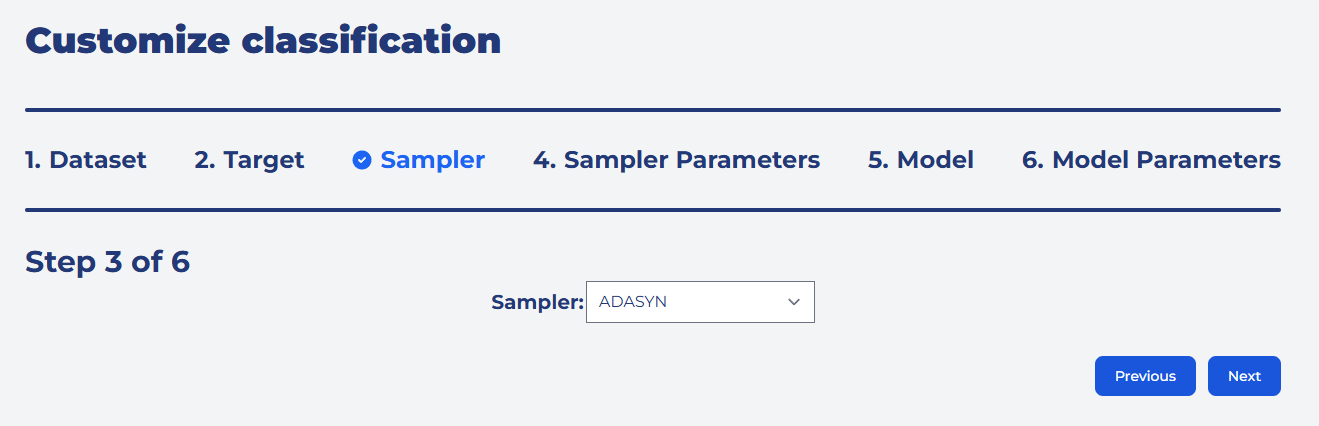 Customize classification
1. Dataset 2. Target Sampler 4. Sampler Parameters 5. Model 6. Model Parameters
Step 3 of 6
Sampler: ADASYN
Previous Next